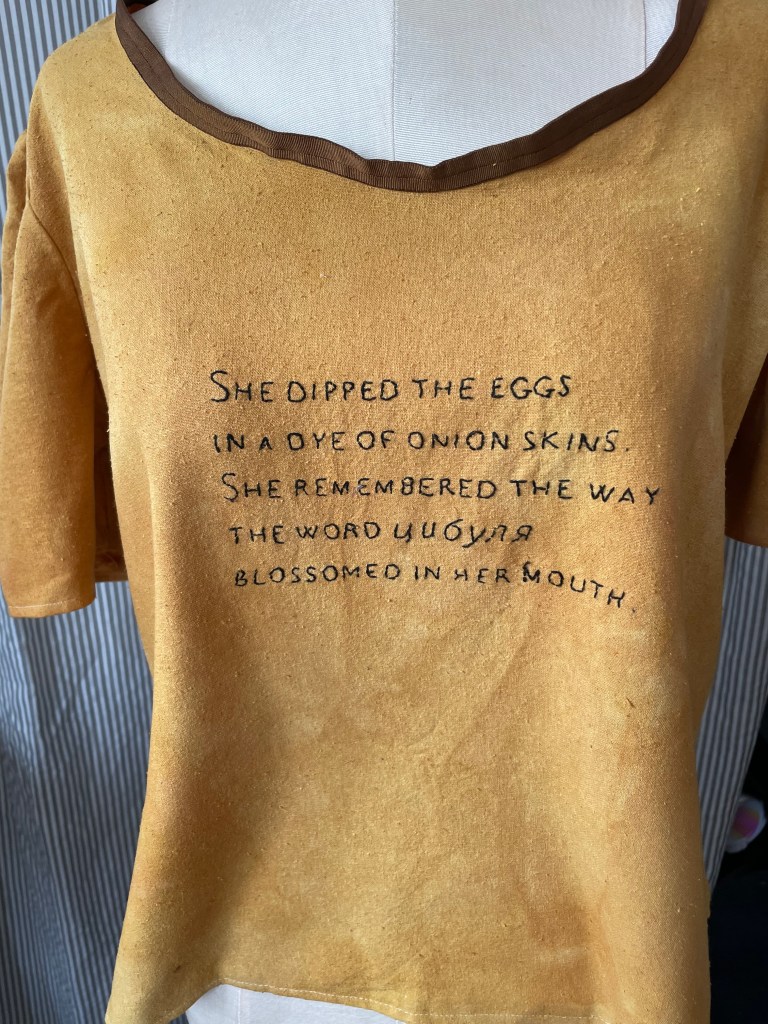 SHE DIPPED THE EGGS
IN A DYE OF ONION SKINS.
SHE REMEMBERED THE WAY
THE WORD цибуля
BLOSSOMED IN HER MOUTH.